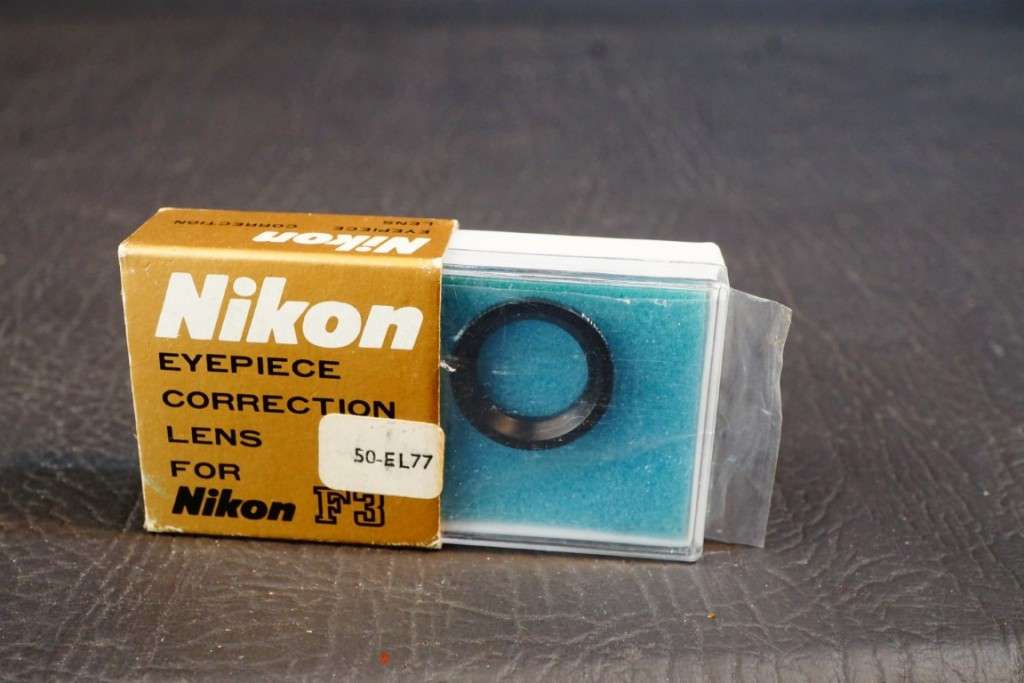 Nikon
EYEPIECE CORRECTION
LENS
Nikon
EYEPIECE
CORRECTION
LENS
FOR
Nikon F3
50-EL77